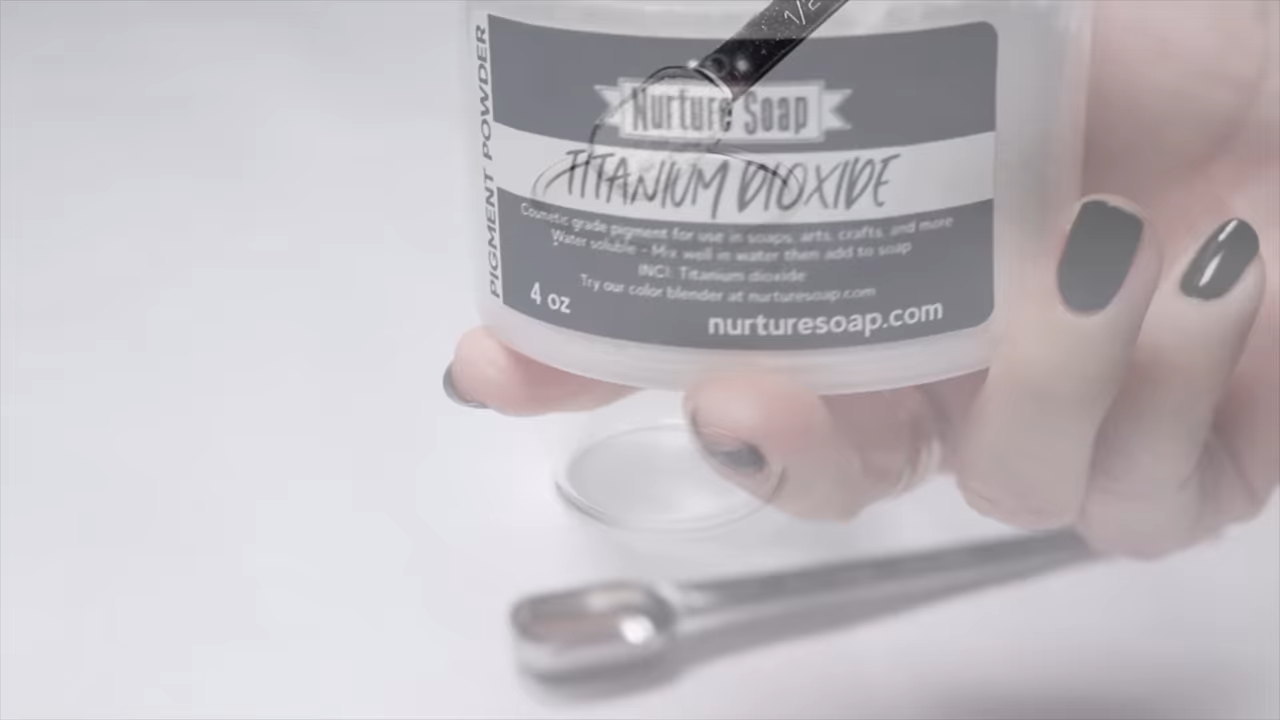 1/2
PIGMENT POWDER
Nurture Soap
TITANIUM DIOXIDE
Cosmetic grade pigment for use in soaps, arts, crafts, and more
Water soluble - Mix well in water then add to soap
INCI: Titanium dioxide
Try our color blender at nurturesoap.com
4 oz
nurturesoap.com